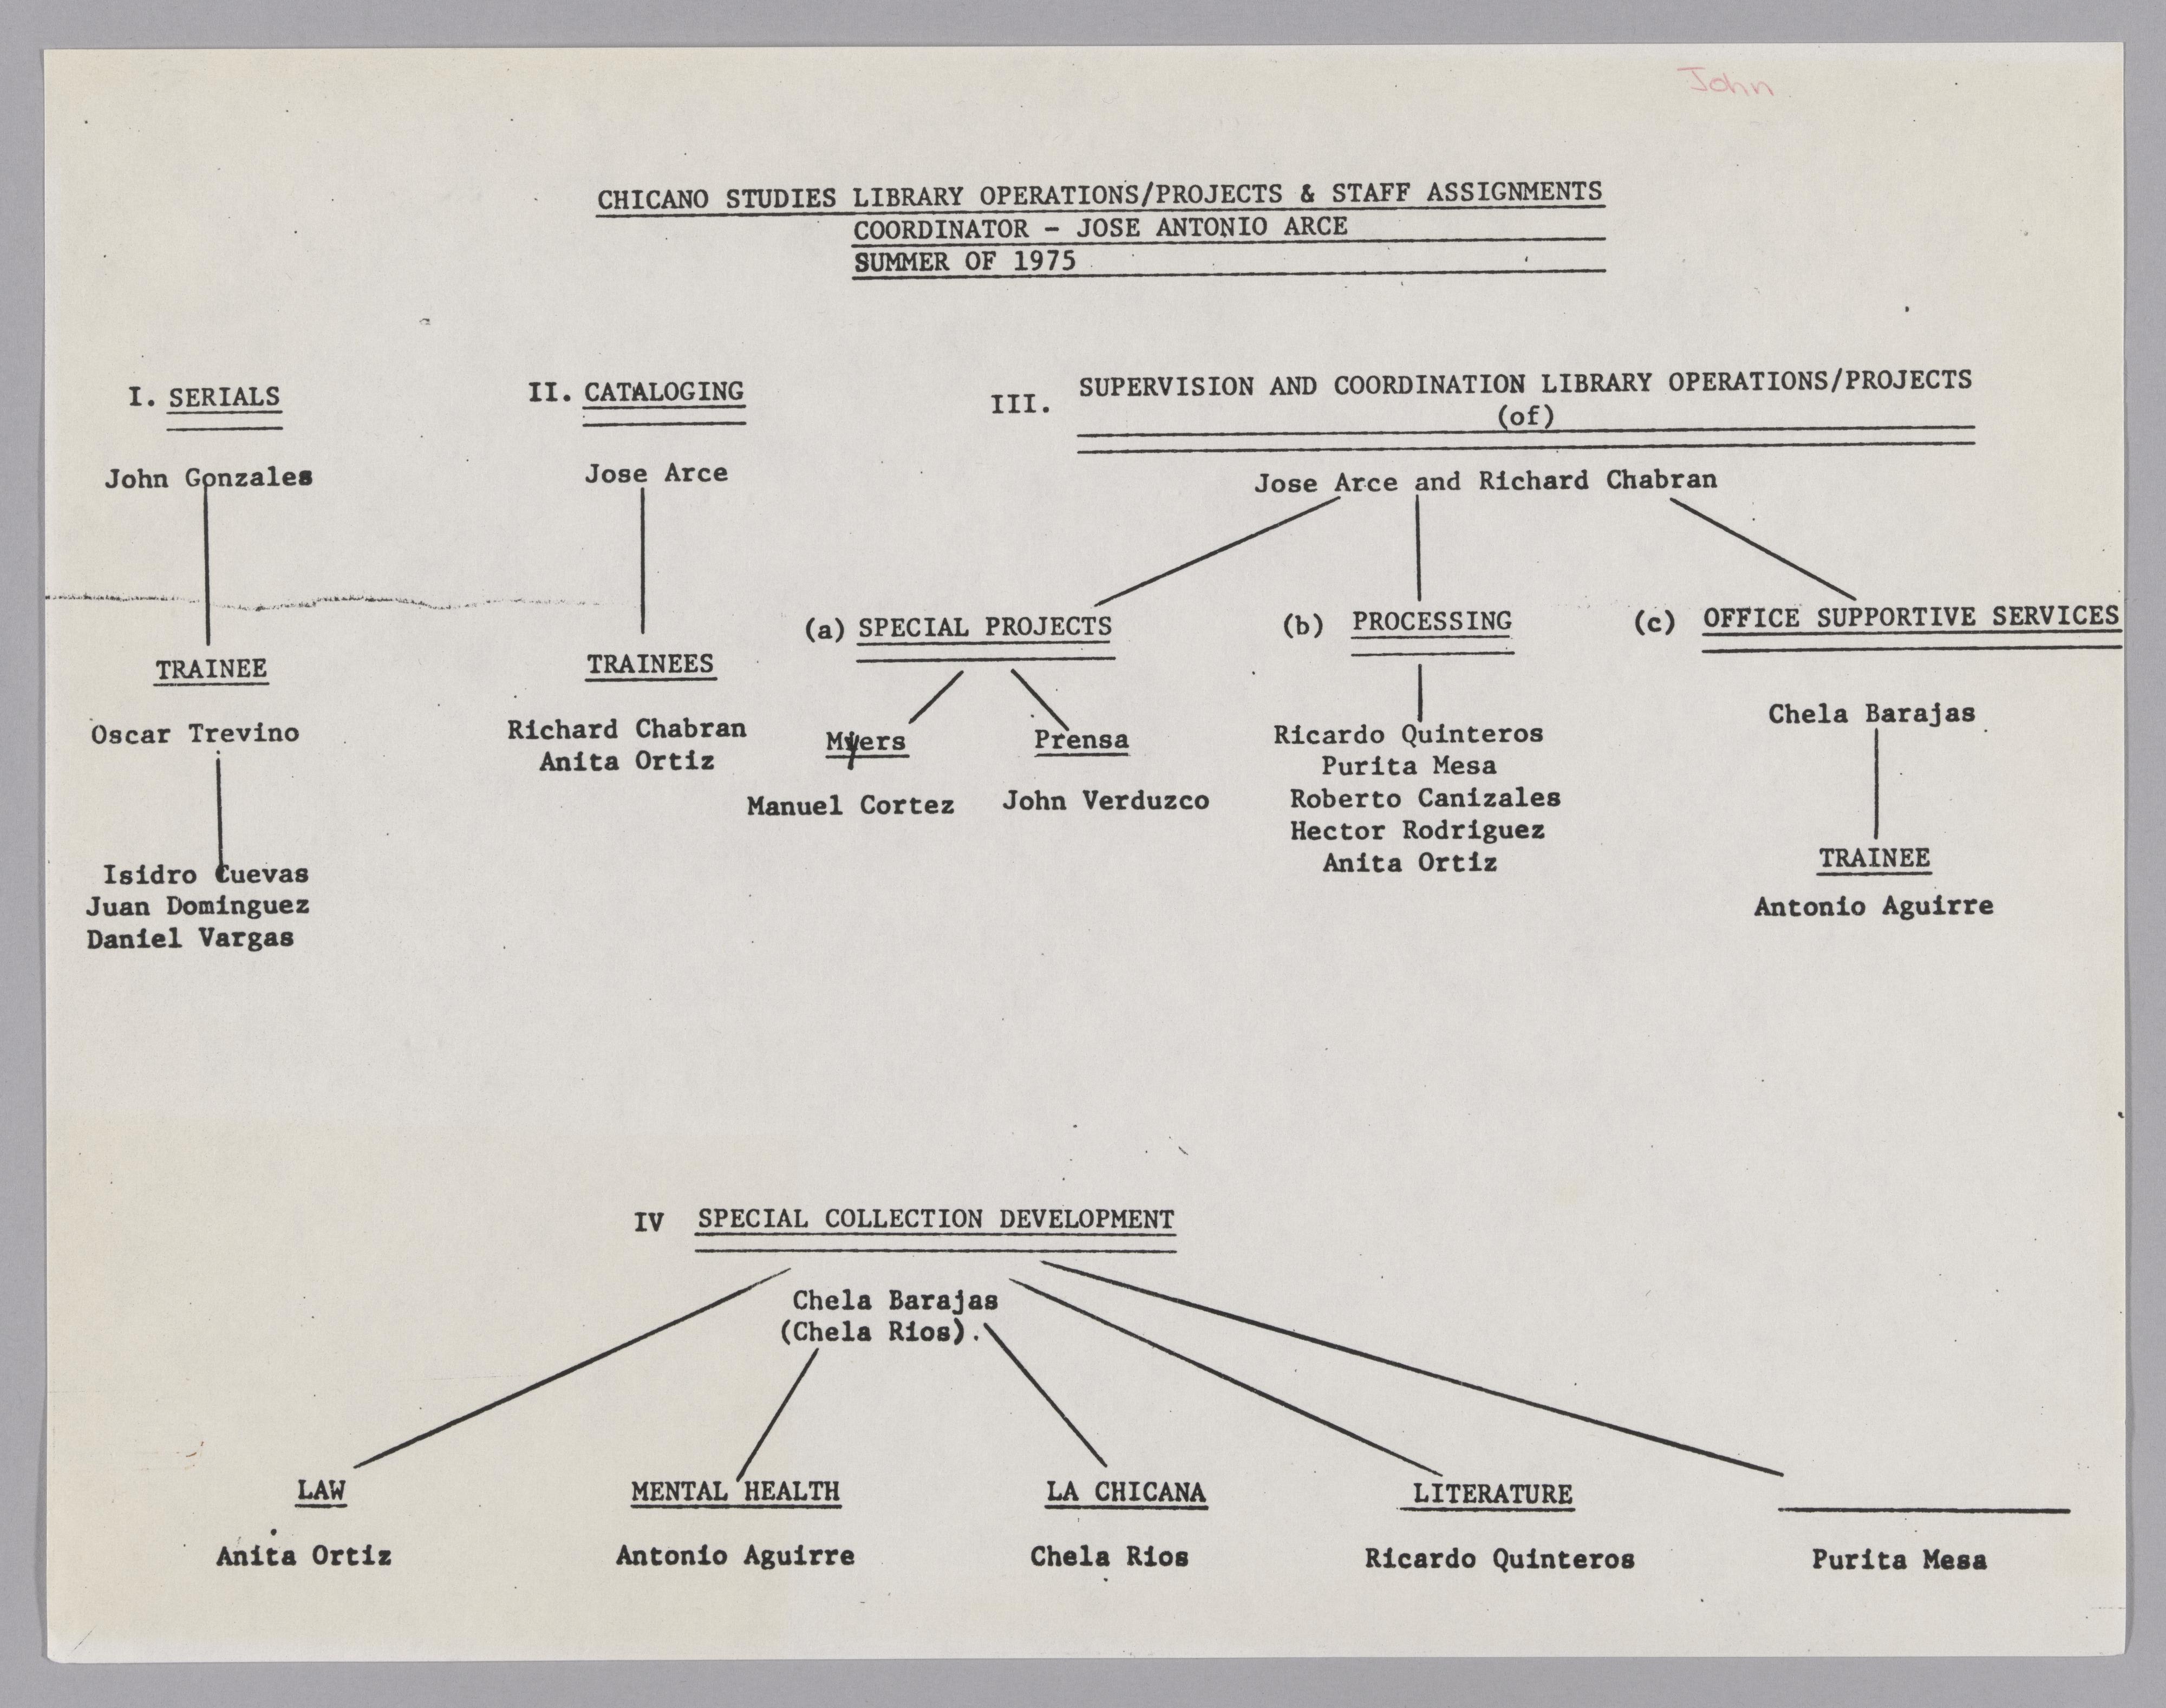 John
CHICANO STUDIES LIBRARY OPERATIONS/PROJECTS & STAFF ASSIGNMENTS
COORDINATOR - JOSE ANTONIO ARCE
SUMMER OF 1975
I. SERIALS
John Gonzales
TRAINEE
Oscar Trevino
Isidro Cuevas
Juan Dominguez
Daniel Vargas
II. CATALOGING
Jose Arce
TRAINEES
Richard Chabran
Anita Ortiz
III. SUPERVISION AND COORDINATION LIBRARY OPERATIONS/PROJECTS
(of)
Jose Arce and Richard Chabran
(a) SPECIAL PROJECTS
Myers
Manuel Cortez
Prensa
John Verduzco
(b) PROCESSING
Ricardo Quinteros
Purita Mesa
Roberto Canizales
Hector Rodriguez
Anita Ortiz
(c) OFFICE SUPPORTIVE SERVICES
Chela Barajas
TRAINEE
Antonio Aguirre
IV SPECIAL COLLECTION DEVELOPMENT
Chela Barajas
(Chela Rios).
LAW
Anita Ortiz
MENTAL HEALTH
Antonio Aguirre
LA CHICANA
Chela Rios
LITERATURE
Ricardo Quinteros
Purita Mesa